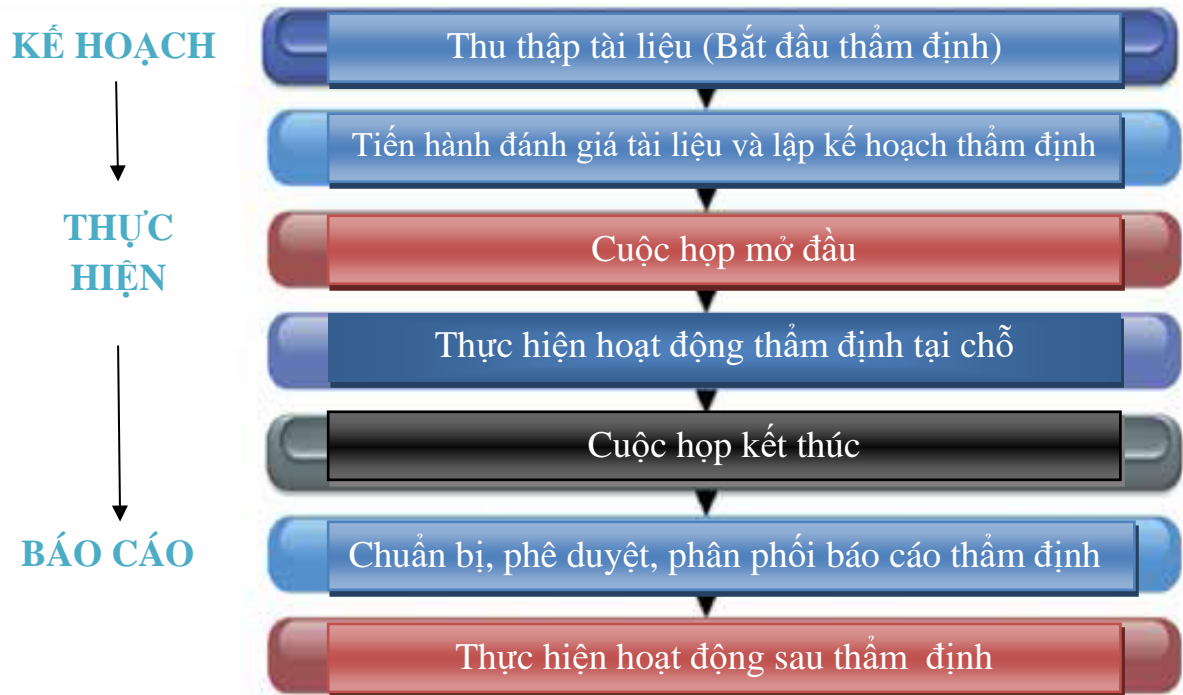 KẾ HOẠCH
Thu thập tài liệu (Bắt đầu thẩm định)
Tiến hành đánh giá tài liệu và lập kế hoạch thẩm định
THỰC
HIỆN
Cuộc họp mở đầu
Thực hiện hoạt động thẩm định tại chỗ
Cuộc họp kết thúc
BÁO CÁO
Chuẩn bị, phê duyệt, phân phối báo cáo thẩm định
Thực hiện hoạt động sau thẩm định